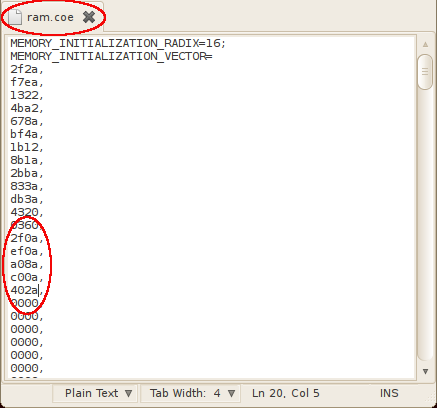 ram.coe
MEMORY_INITIALIZATION_RADIX=16;
MEMORY_INITIALIZATION_VECTOR=
2f2a,
f7ea,
1322,
4ba2,
678a,
bf4a,
1b12,
8b1a,
2bba,
833a,
db3a,
4320,
0360,
2f0a,
ef0a,
a08a,
c00a,
402a,
0000,
0000,
0000,
0000,
0000,
0000,
Plain Text ▼ Tab Width: 4 ▼ Ln 20, Col 5 INS